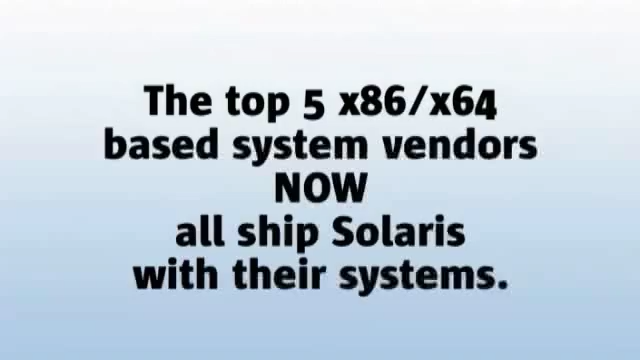 The top 5 x86/x64
based system vendors
NOW
all ship Solaris
with their systems.